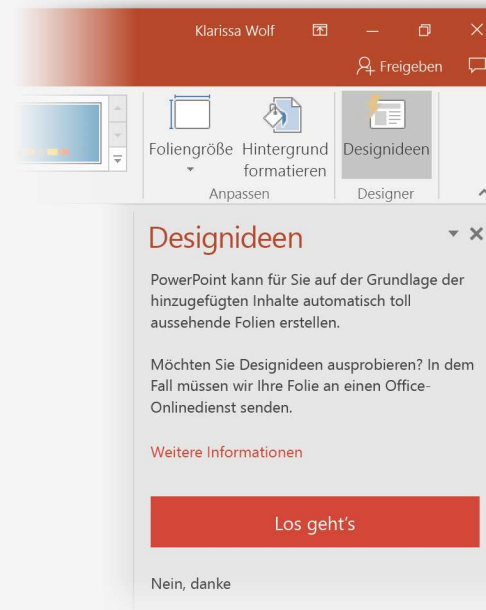 Klarissa Wolf
Freigeben
Foliengröße
Hintergrund
formatieren
Designideen
Anpassen
Designer
Designideen
PowerPoint kann für Sie auf der Grundlage der
hinzugefügten Inhalte automatisch toll
aussehende Folien erstellen.
Möchten Sie Designideen ausprobieren? In dem
Fall müssen wir Ihre Folie an einen Office-
Onlinedienst senden.
Weitere Informationen
Los geht's
Nein, danke